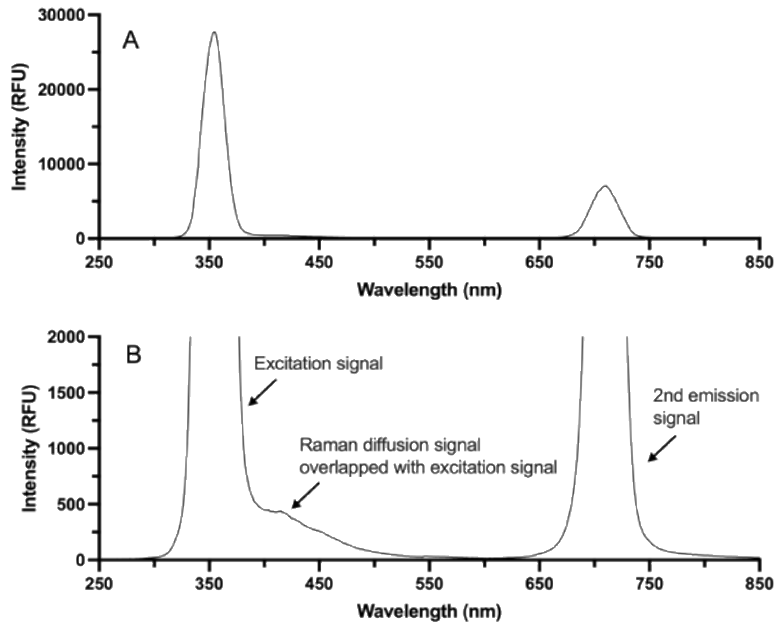 A
30000
20000
10000
0
Intensity (RFU)
250 350 450 550 650 750 850
Wavelength (nm)
B
2000
1500
1000
500
0
Intensity (RFU)
Excitation signal
Raman diffusion signal
overlapped with excitation signal
2nd emission
signal
250 350 450 550 650 750 850
Wavelength (nm)